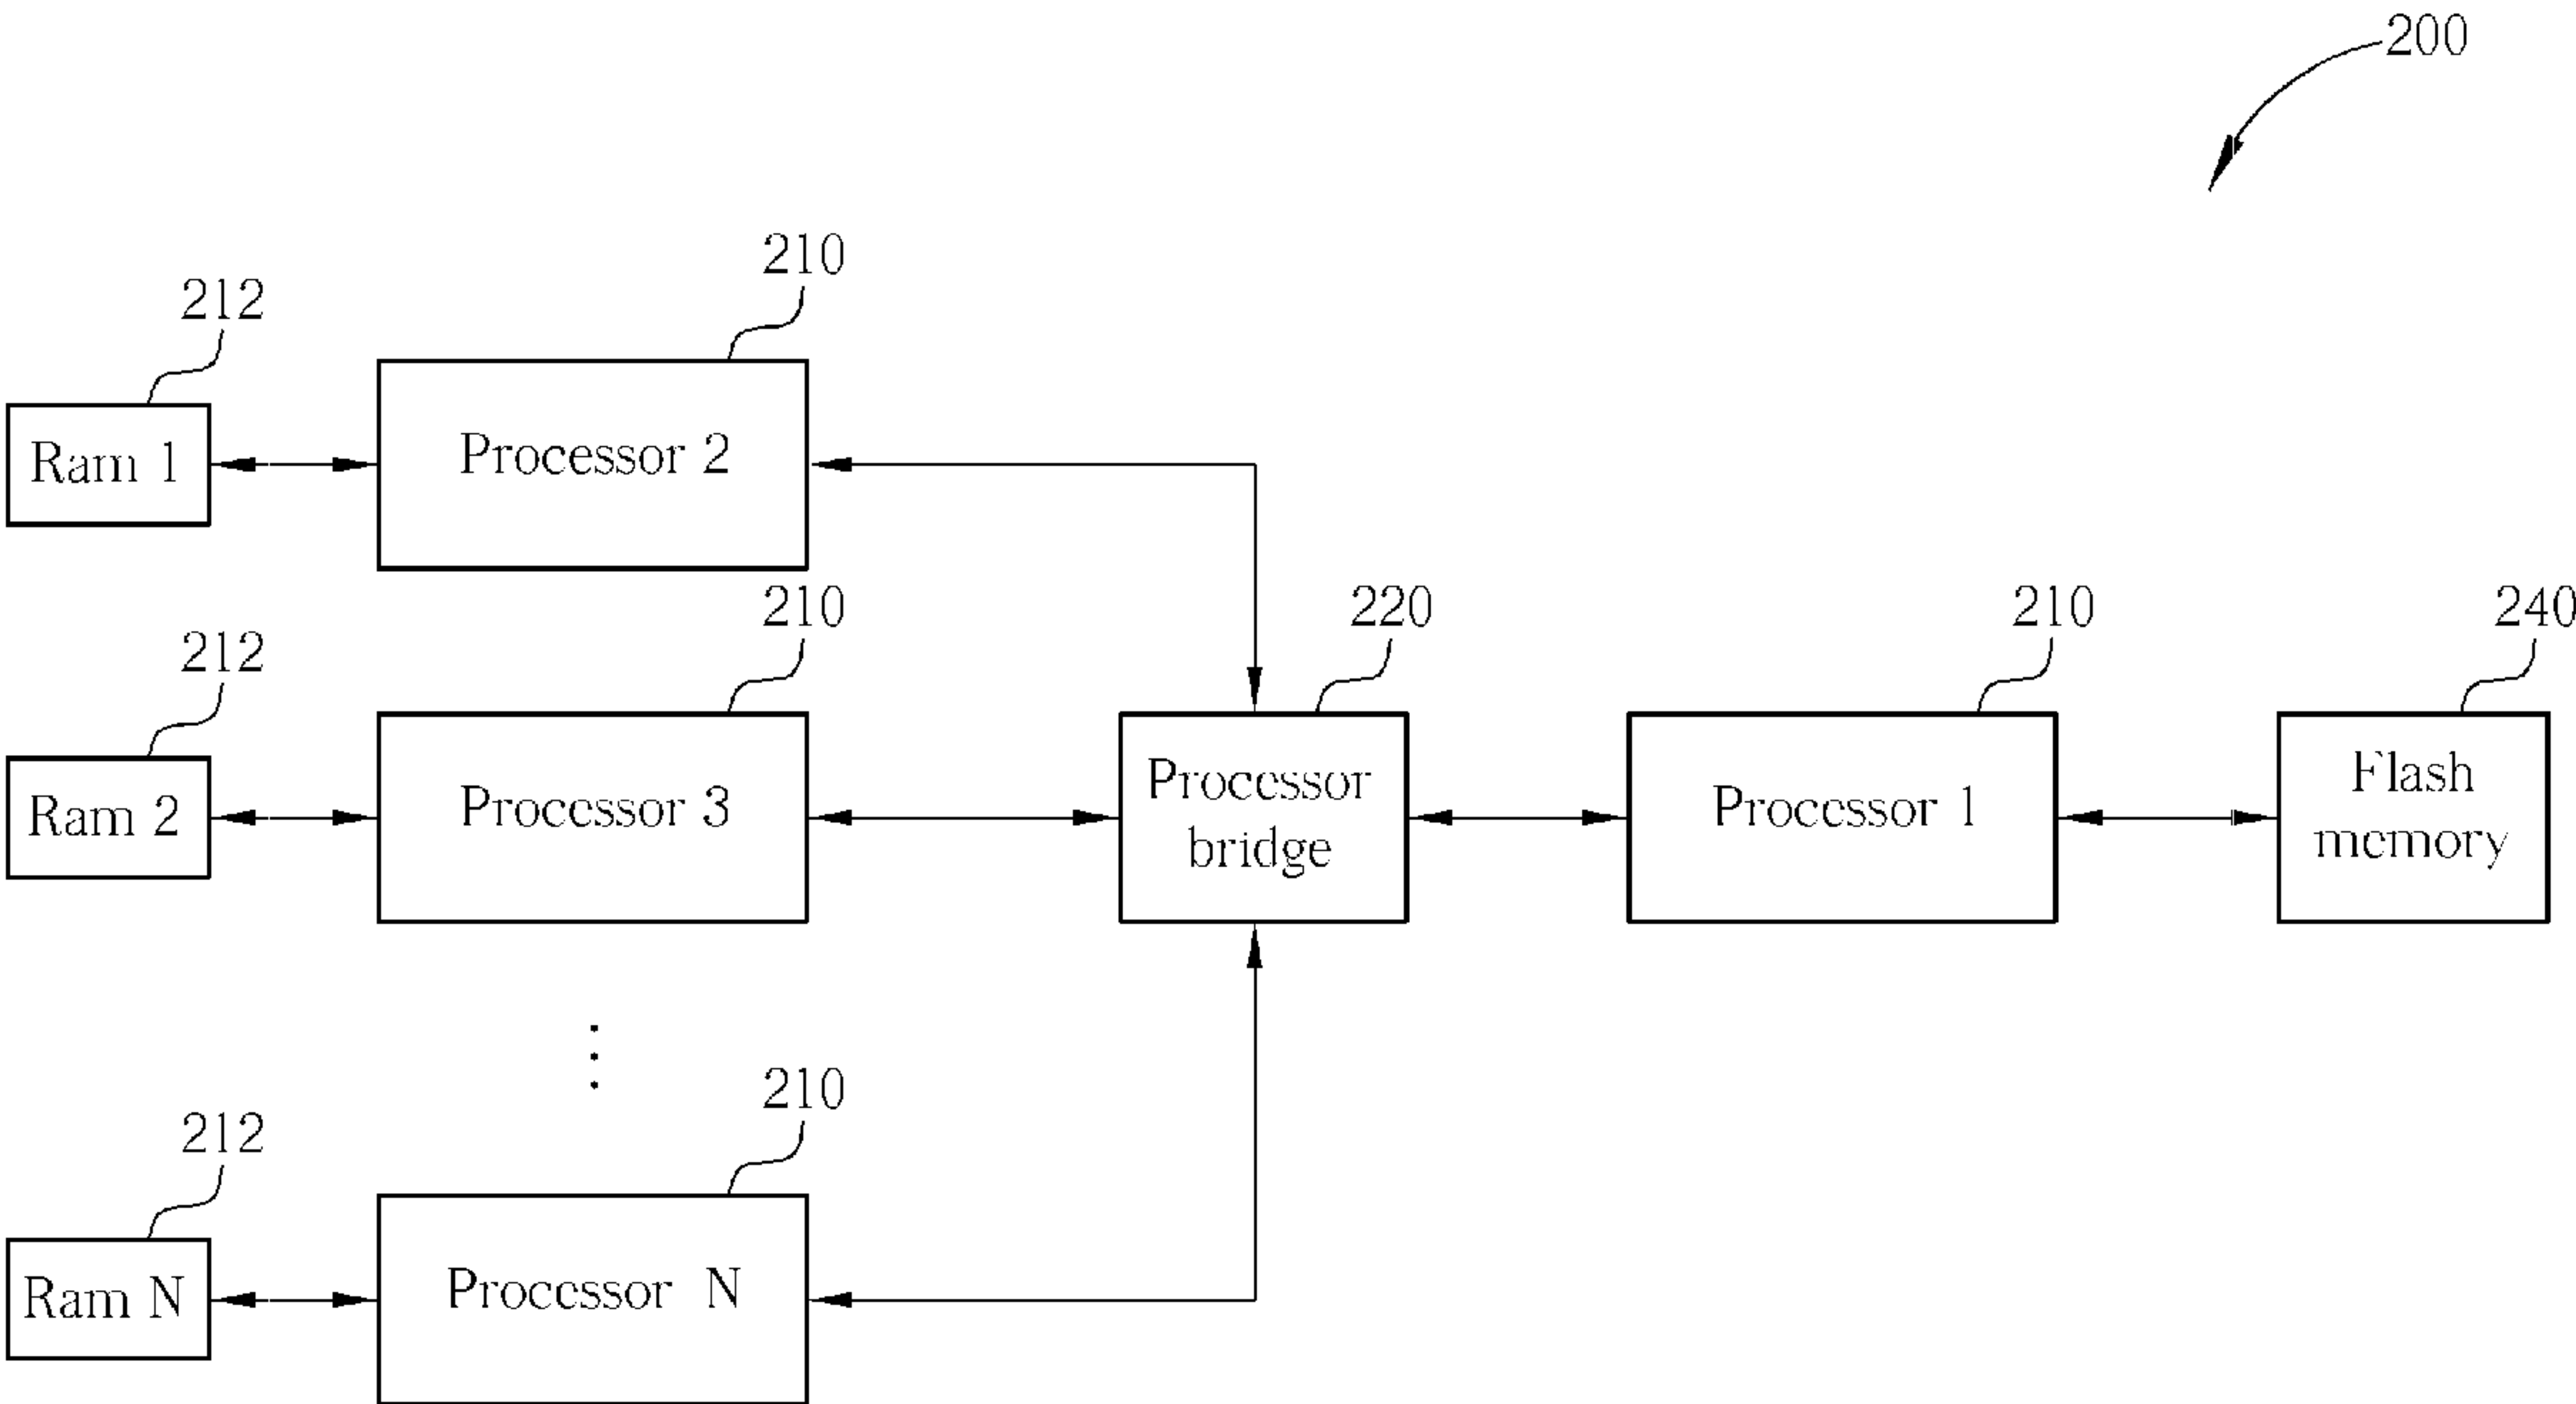 200
210
212
Ram 1
Processor 2
210
220
210
240
212
Ram 2
Processor 3
Processor
bridge
Processor 1
Flash
memory
210
212
Ram N
Processor N